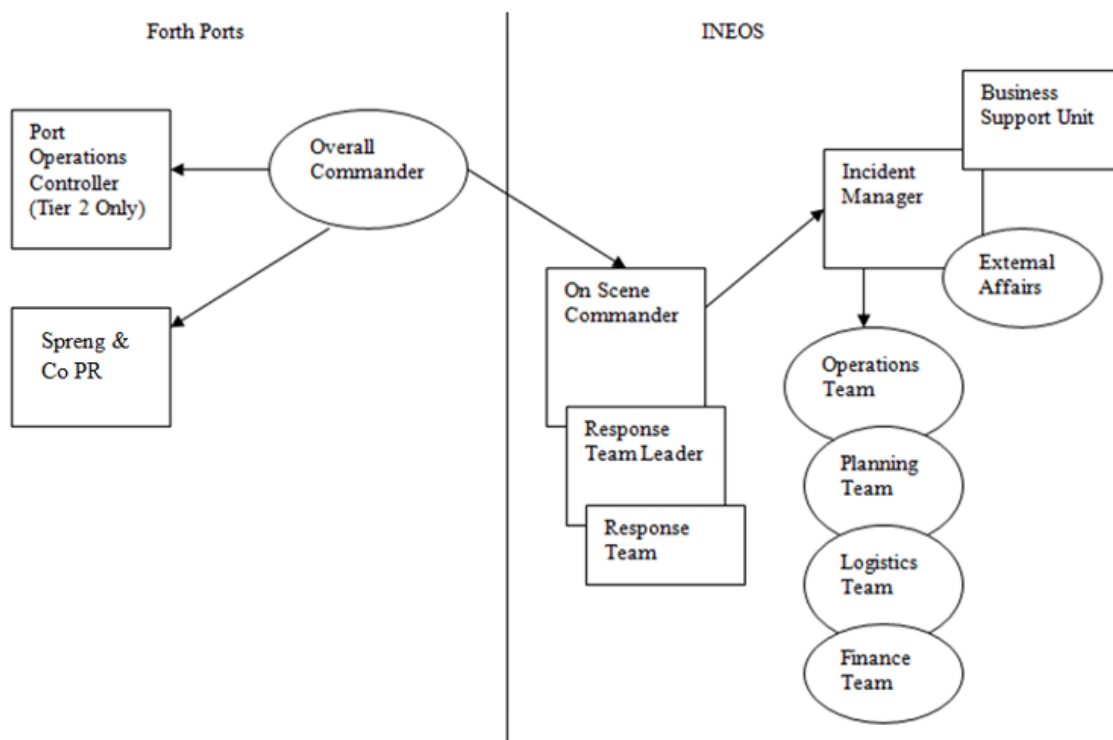 Forth Ports
INEOS
Port
Operations
Controller
(Tier 2 Only)
Overall
Commander
Spreng &
Co PR
Business
Support Unit
Incident
Manager
External
Affairs
On Scene
Commander
Response
Team Leader
Response
Team
Operations
Team
Planning
Team
Logistics
Team
Finance
Team